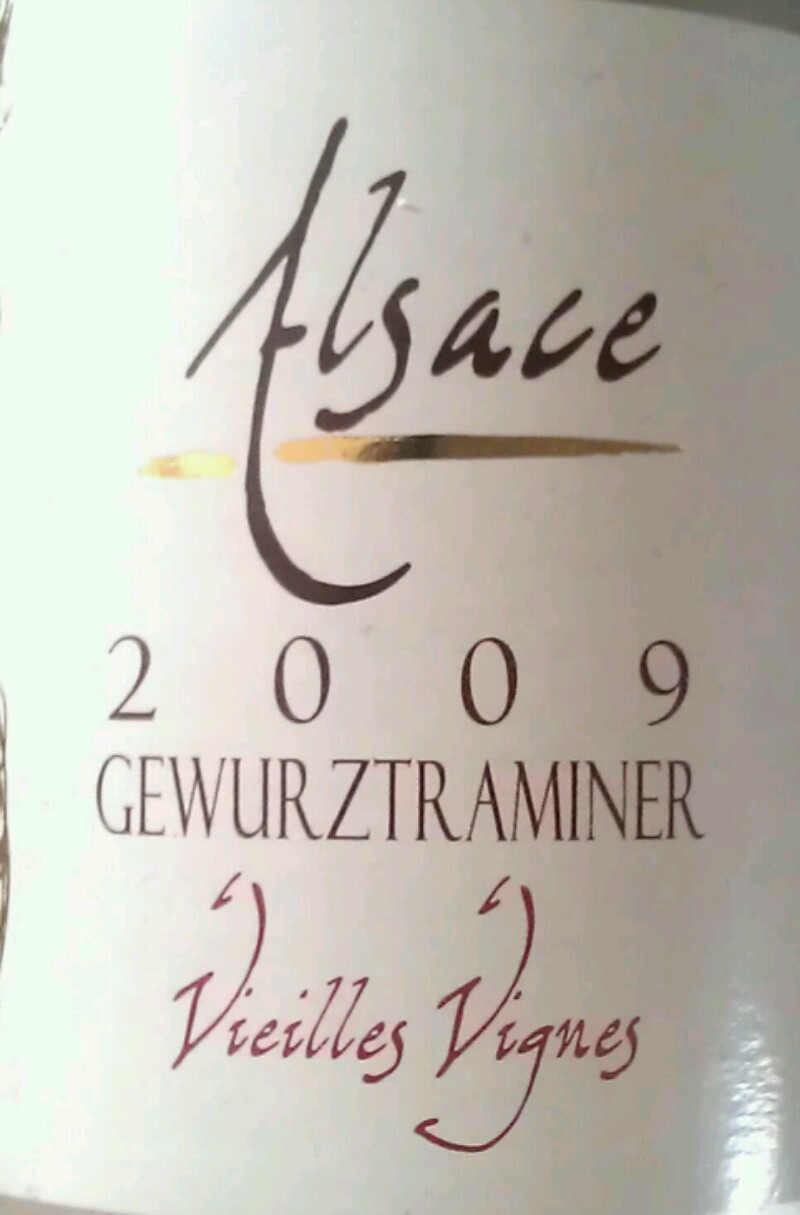 Alsace
2009
GEWURZTRAMINER
Vieilles Vignes